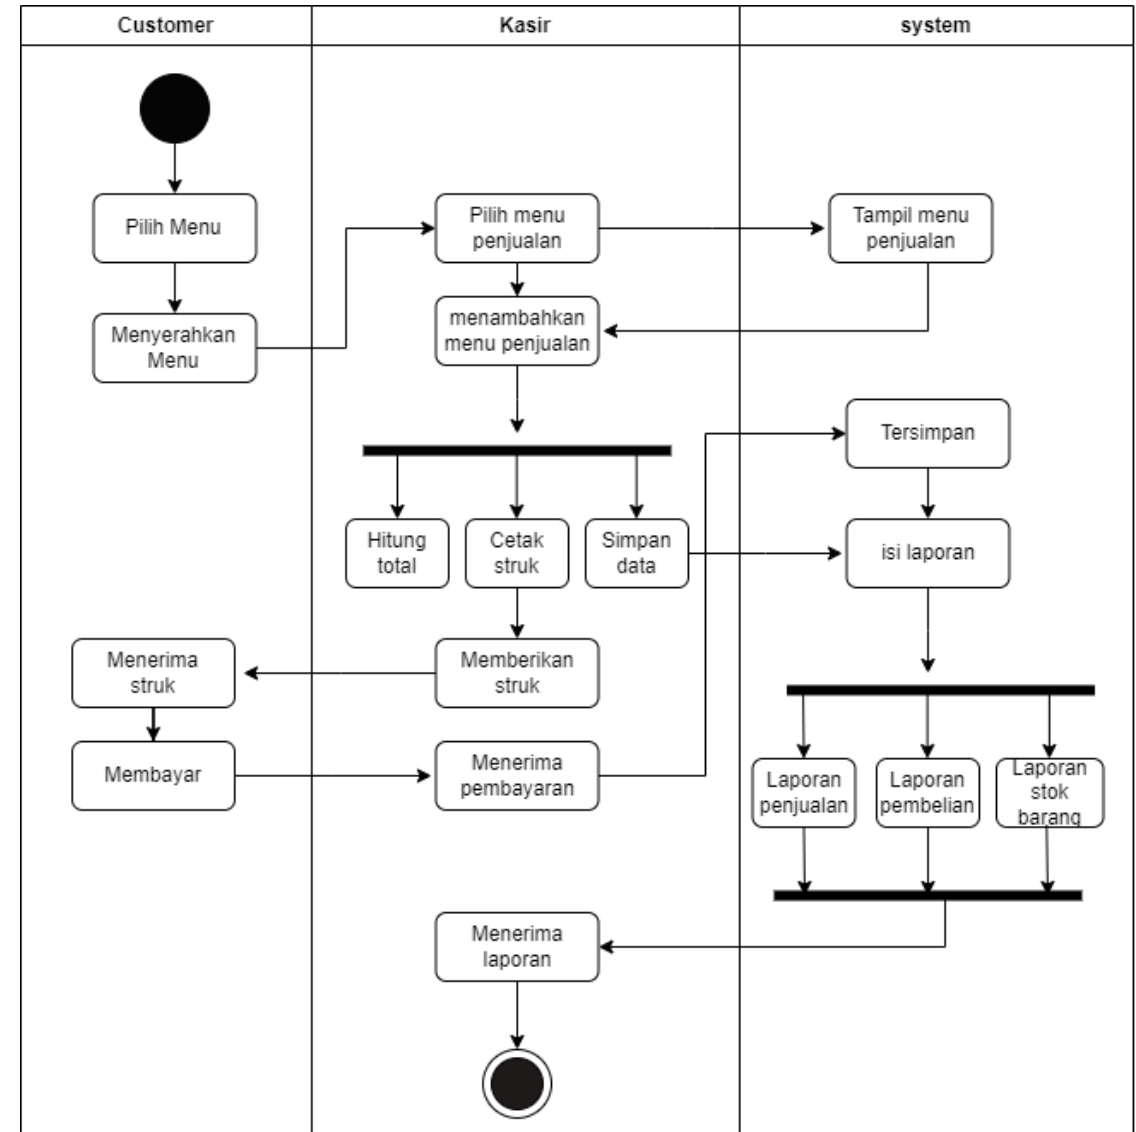 Customer
Kasir
system
Pilih Menu
Pilih menu
penjualan
Tampil menu
penjualan
Menyerahkan
Menu
menambahkan
menu penjualan
Tersimpan
Hitung
total
Cetak
struk
Simpan
data
isi laporan
Menerima
struk
Memberikan
struk
Membayar
Menerima
pembayaran
Laporan
penjualan
Laporan
pembelian
Laporan
stok
barang
Menerima
laporan